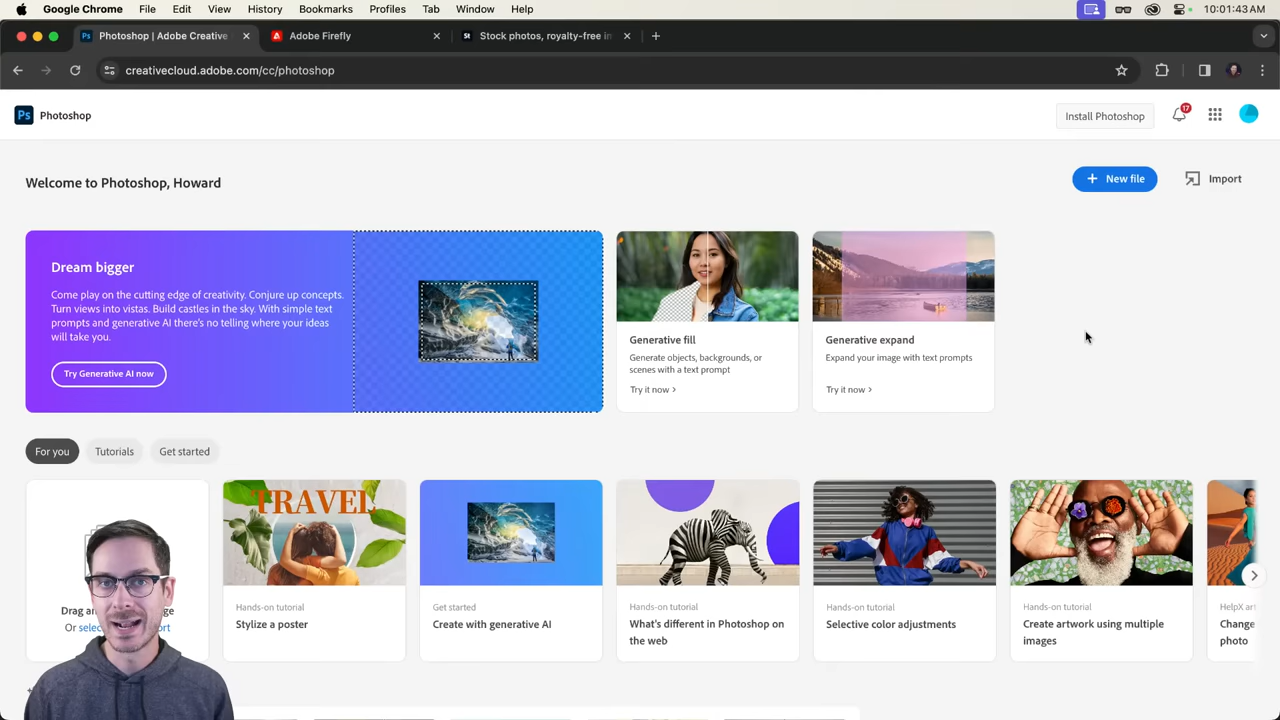 Google Chrome File Edit View History Bookmarks Profiles Tab Window Help 10:01:43 AM
Ps Photoshop | Adobe Creative
Adobe Firefly
St Stock photos, royalty-free in
creativecloud.adobe.com/cc/photoshop
Ps Photoshop
Install Photoshop
17
Welcome to Photoshop, Howard
New file
Import
Dream bigger
Come play on the cutting edge of creativity. Conjure up concepts.
Turn views into vistas. Build castles in the sky. With simple text
prompts and generative AI there's no telling where your ideas
will take you.
Try Generative AI now
Generative fill
Generate objects, backgrounds, or
scenes with a text prompt
Try it now
Generative expand
Expand your image with text prompts
Try it now
For you
Tutorials
Get started
Drag an
Or selec
TRAVEL
Hands-on tutorial
Stylize a poster
Get started
Create with generative AI
Hands-on tutorial
What's different in Photoshop on
the web
Hands-on tutorial
Selective color adjustments
Hands-on tutorial
Create artwork using multiple
images
HelpX ar
Change
photo